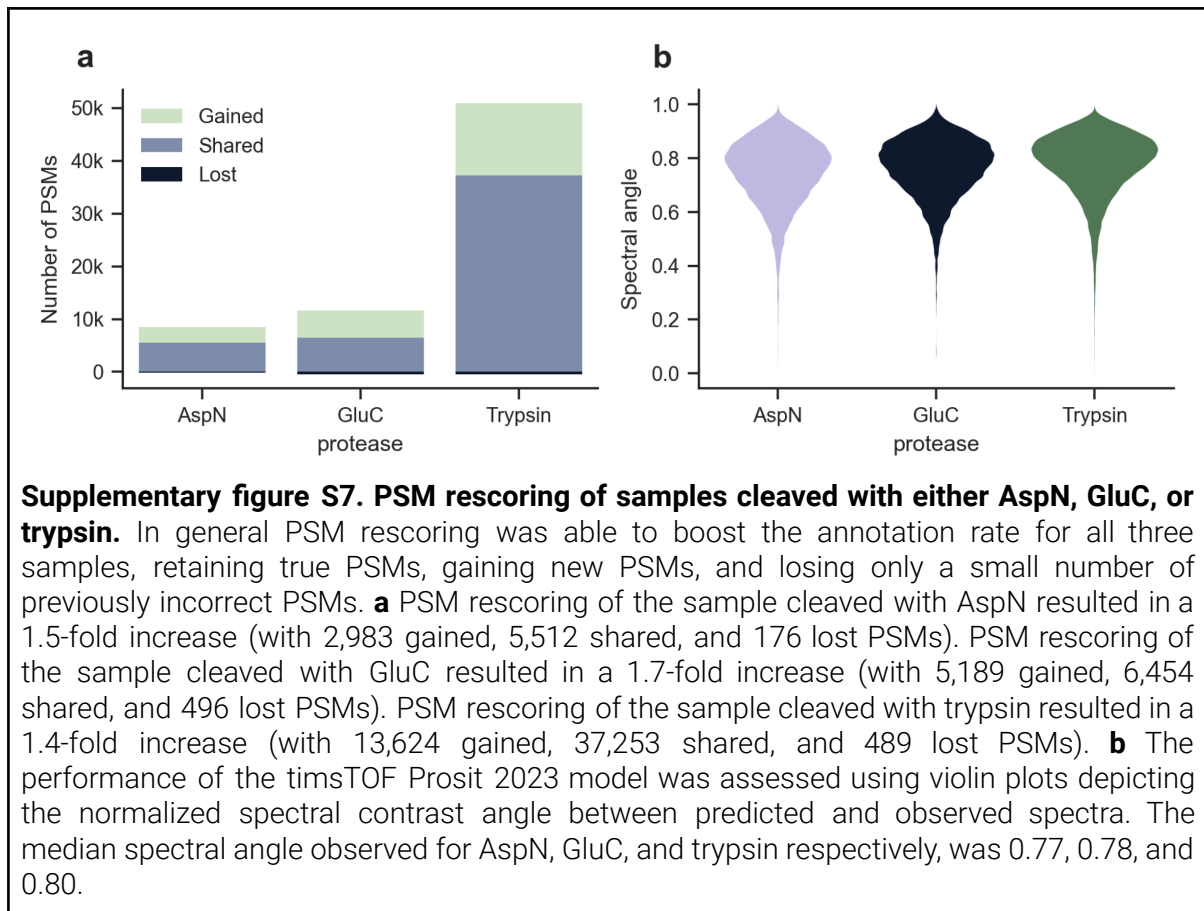 a
b
50k
40k
30k
20k
10k
0
Number of PSMs
Gained
Shared
Lost
AspN
GluC
Trypsin
protease
1.0
0.8
0.6
0.4
0.2
0.0
Spectral angle
AspN
GluC
Trypsin
protease
Supplementary figure S7. PSM rescoring of samples cleaved with either AspN, GluC, or
trypsin. In general PSM rescoring was able to boost the annotation rate for all three
samples, retaining true PSMs, gaining new PSMs, and losing only a small number of
previously incorrect PSMs. a PSM rescoring of the sample cleaved with AspN resulted in a
1.5-fold increase (with 2,983 gained, 5,512 shared, and 176 lost PSMs). PSM rescoring of
the sample cleaved with GluC resulted in a 1.7-fold increase (with 5,189 gained, 6,454
shared, and 496 lost PSMs). PSM rescoring of the sample cleaved with trypsin resulted in a
1.4-fold increase (with 13,624 gained, 37,253 shared, and 489 lost PSMs). b The
performance of the timsTOF Prosit 2023 model was assessed using violin plots depicting
the normalized spectral contrast angle between predicted and observed spectra. The
median spectral angle observed for AspN, GluC, and trypsin respectively, was 0.77, 0.78, and
0.80.